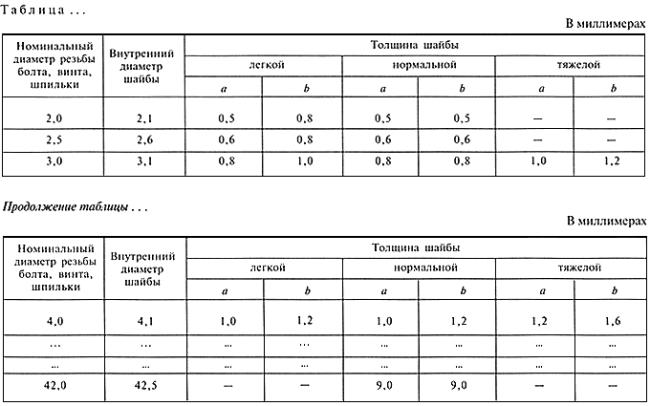 Таблица ...
В миллимерах
Номинальный диаметр резьбы болта, винта, шпильки
Внутренний диаметр шайбы
Толщина шайбы
легкой нормальной тяжелой
a b a b a b
2,0 2,1 0,5 0,8 0,5 0,5 — —
2,5 2,6 0,6 0,8 0,6 0,6 — —
3,0 3,1 0,8 1,0 0,8 0,8 1,0 1,2
Продолжение таблицы ...
В миллимерах
Номинальный диаметр резьбы болта, винта, шпильки
Внутренний диаметр шайбы
Толщина шайбы
легкой нормальной тяжелой
a b a b a b
4,0 4,1 1,0 1,2 1,0 1,2 1,2 1,6
... ... ... ... ... ... ... ...
... ... ... ... ... ... ... ...
42,0 42,5 — — 9,0 9,0 — —